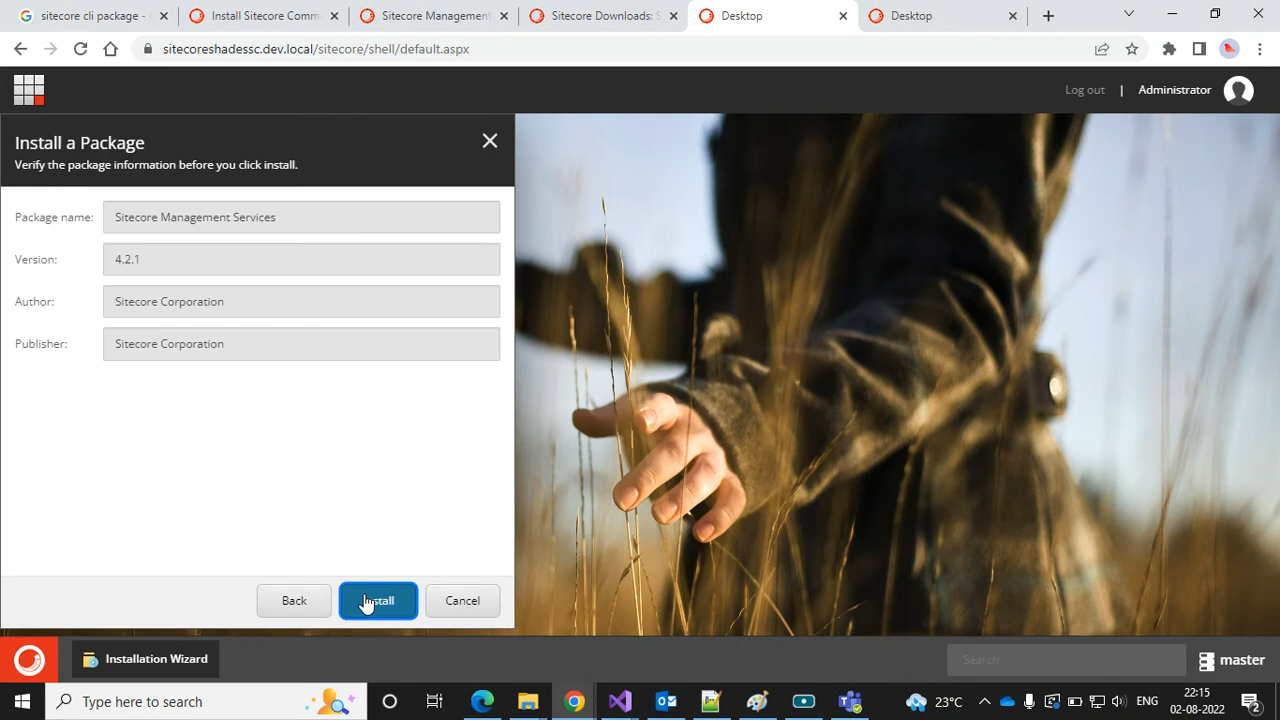 sitecore cli package -
Install Sitecore Comma
Sitecore Management
Sitecore Downloads: S
Desktop
Desktop
sitecoreshadessc.dev.local/sitecore/shell/default.aspx
Log out | Administrator
Install a Package
Verify the package information before you click install.
Package name: Sitecore Management Services
Version: 4.2.1
Author: Sitecore Corporation
Publisher: Sitecore Corporation
Back
Install
Cancel
Installation Wizard
Search
master
Type here to search
23°C
ENG
22:15
02-08-2022
2